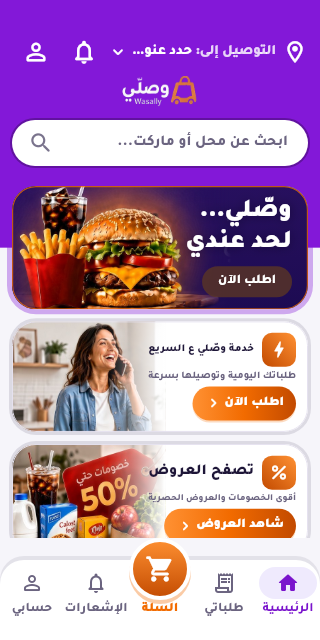 التوصيل إلى: حدد عنو...
وصلّي
Wasally
ابحث عن محل أو ماركت...
وصّلي...
لحد عندي
اطلب الآن
خدمة وصّلي ع السريع
طلباتك اليومية وتوصيلها بسرعة
اطلب الآن
تصفح العروض
أقوى الخصومات والعروض الحصرية
شاهد العروض
خصومات حتى
50%
الرئيسية
طلباتي
السلة
الإشعارات
حسابي